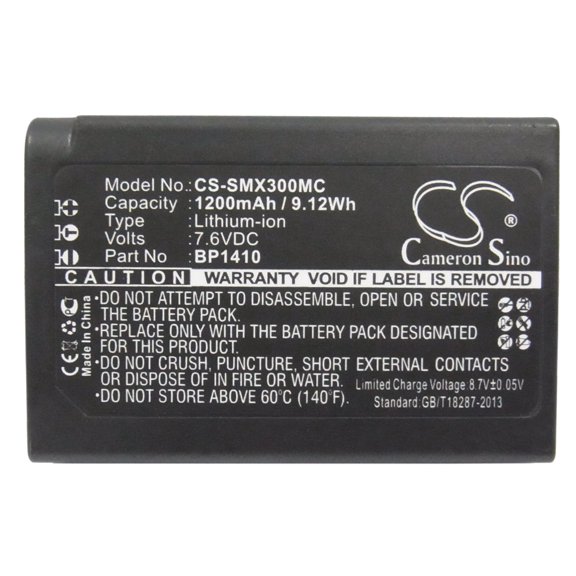 Model No.: CS-SMX300MC
Capacity : 1200mAh / 9.12Wh
Type : Lithium-ion
Volts : 7.6VDC
Part No : BP1410
CS
®
Cameron Sino
CAUTION WARRANTY VOID IF LABEL IS REMOVED
•DO NOT ATTEMPT TO DISASSEMBLE, OPEN OR SERVICE THE BATTERY PACK.
•REPLACE ONLY WITH THE BATTERY PACK DESIGNATED FOR THIS PRODUCT.
•DO NOT CRUSH, PUNCTURE, SHORT EXTERNAL CONTACTS OR DISPOSE OF IN FIRE.
•DO NOT STORE ABOVE 60℃ (140℉).
Limited Charge Voltage 8.7V±0.05V
Standard:GB/T18287-2013
CE Made In China